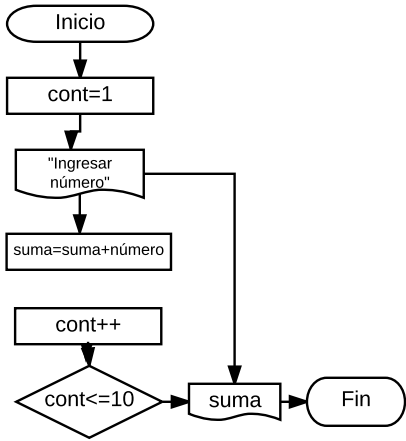 Inicio
cont=1
"Ingresar
número"
suma=suma+número
cont++
cont<=10
suma
Fin